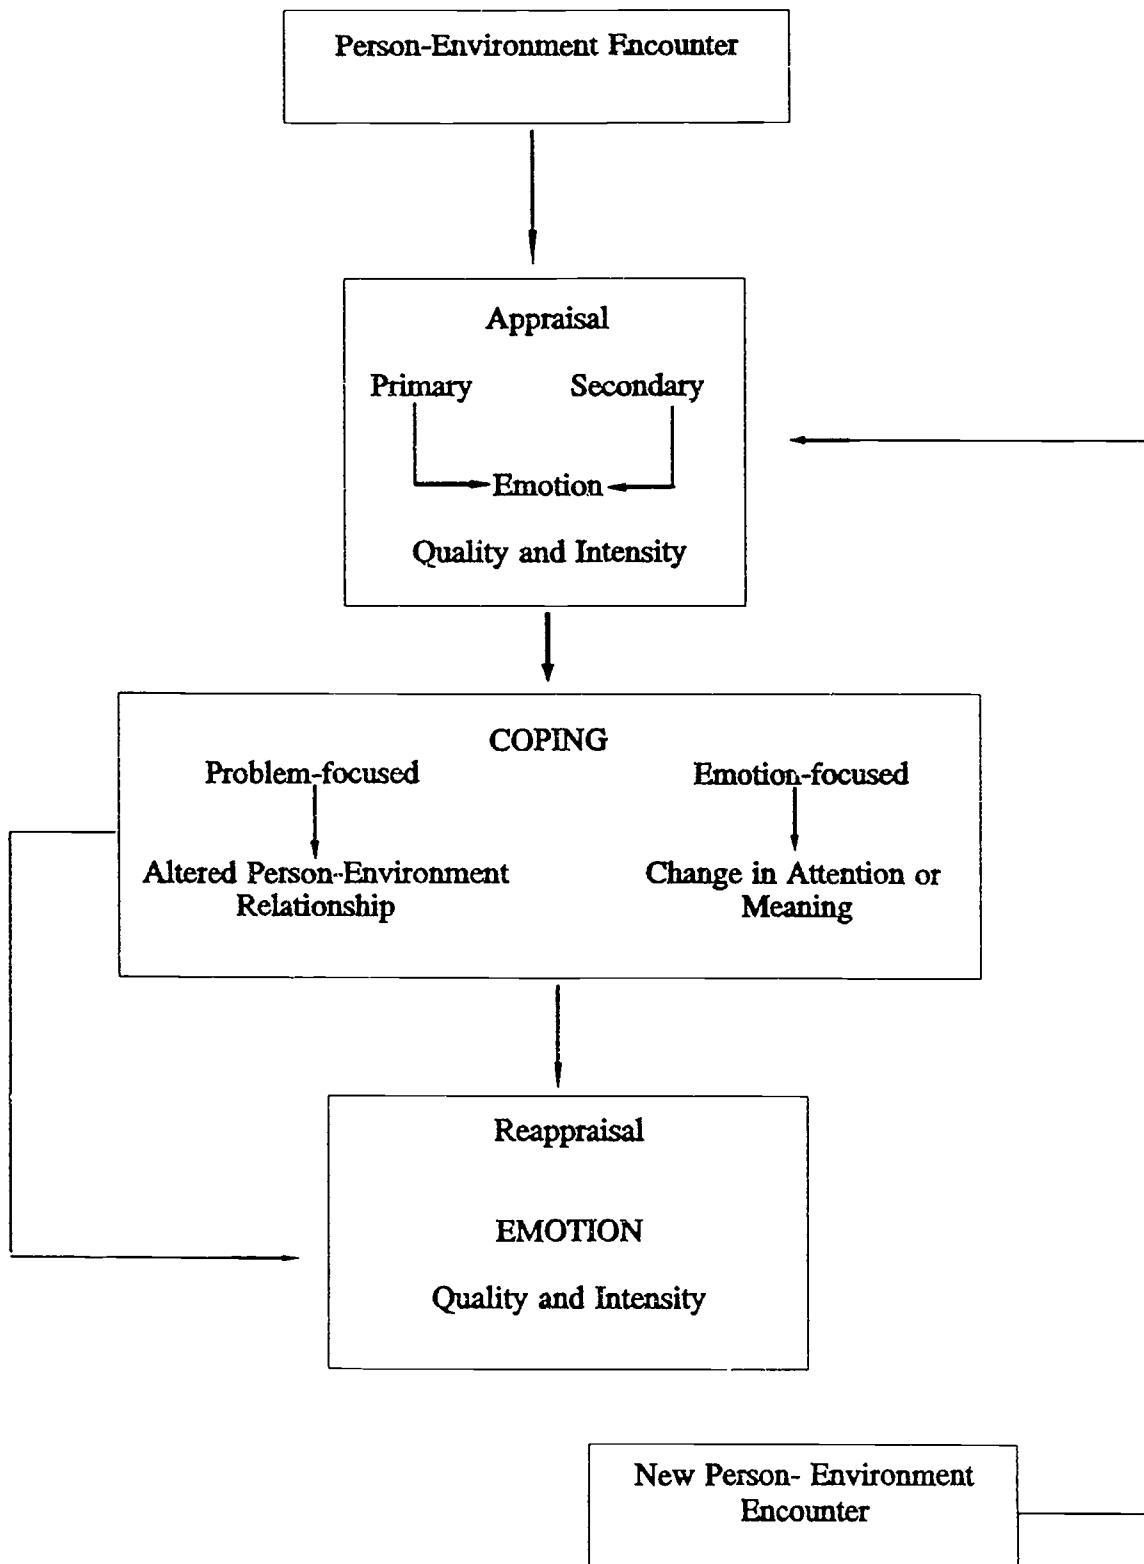 Person-Environment Encounter
Appraisal
Primary Secondary
Emotion
Quality and Intensity
COPING
Problem-focused Emotion-focused
Altered Person-Environment Change in Attention or
Relationship Meaning
Reappraisal
EMOTION
Quality and Intensity
New Person- Environment
Encounter